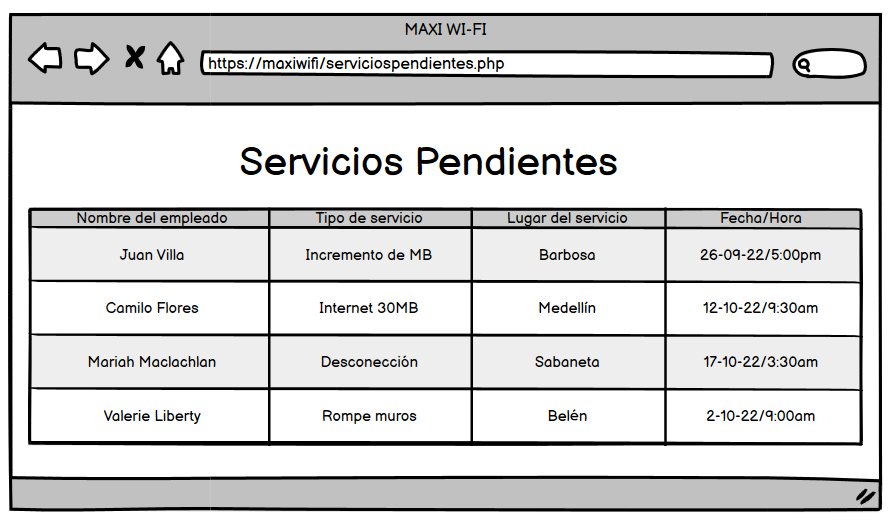 MAXI WI-FI
https://maxiwifi/serviciospendientes.php
Servicios Pendientes
Nombre del empleado Tipo de servicio Lugar del servicio Fecha/Hora
Juan Villa Incremento de MB Barbosa 26-09-22/5:00pm
Camilo Flores Internet 30MB Medellín 12-10-22/9:30am
Mariah Maclachlan Desconección Sabaneta 17-10-22/3:30am
Valerie Liberty Rompe muros Belén 2-10-22/9:00am